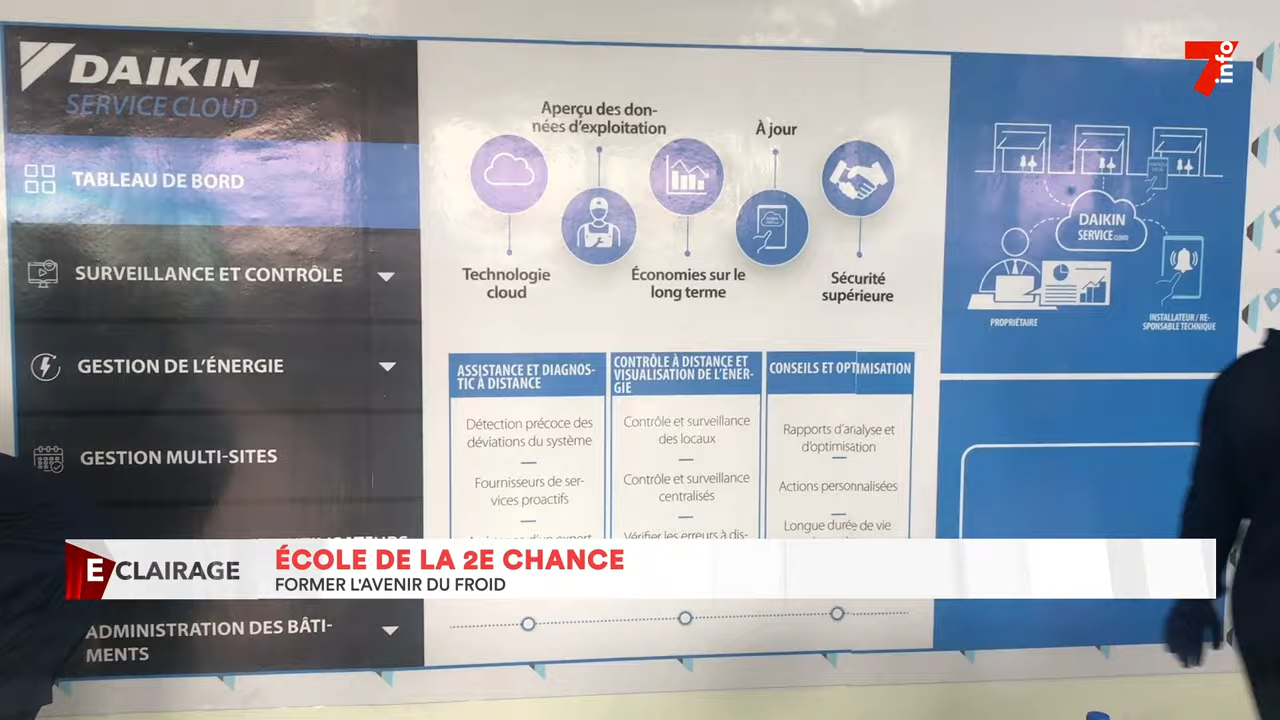 DAIKIN
SERVICE CLOUD
TABLEAU DE BORD
SURVEILLANCE ET CONTRÔLE
GESTION DE L'ÉNERGIE
GESTION MULTI-SITES
ADMINISTRATION DES BÂTI-
MENTS
Aperçu des don-
nées d'exploitation
À jour
Technologie
cloud
Économies sur le
long terme
Sécurité
supérieure
ASSISTANCE ET DIAGNOS-
TIC À DISTANCE
Détection précoce des
déviations du système
Fournisseurs de ser-
vices proactifs
CONTRÔLE À DISTANCE ET
VISUALISATION DE L'ÉNER-
GIE
Contrôle et surveillance
des locaux
Contrôle et surveillance
centralisés
Vérifier les erreurs à dis-
CONSEILS ET OPTIMISATION
Rapports d'analyse et
d'optimisation
Actions personnalisées
Longue durée de vie
DAIKIN
SERVICE CLOUD
PROPRIÉTAIRE
INSTALLATEUR / RE-
SPONSABLE TECHNIQUE
7info
ECLAIRAGE
ÉCOLE DE LA 2E CHANCE
FORMER L'AVENIR DU FROID